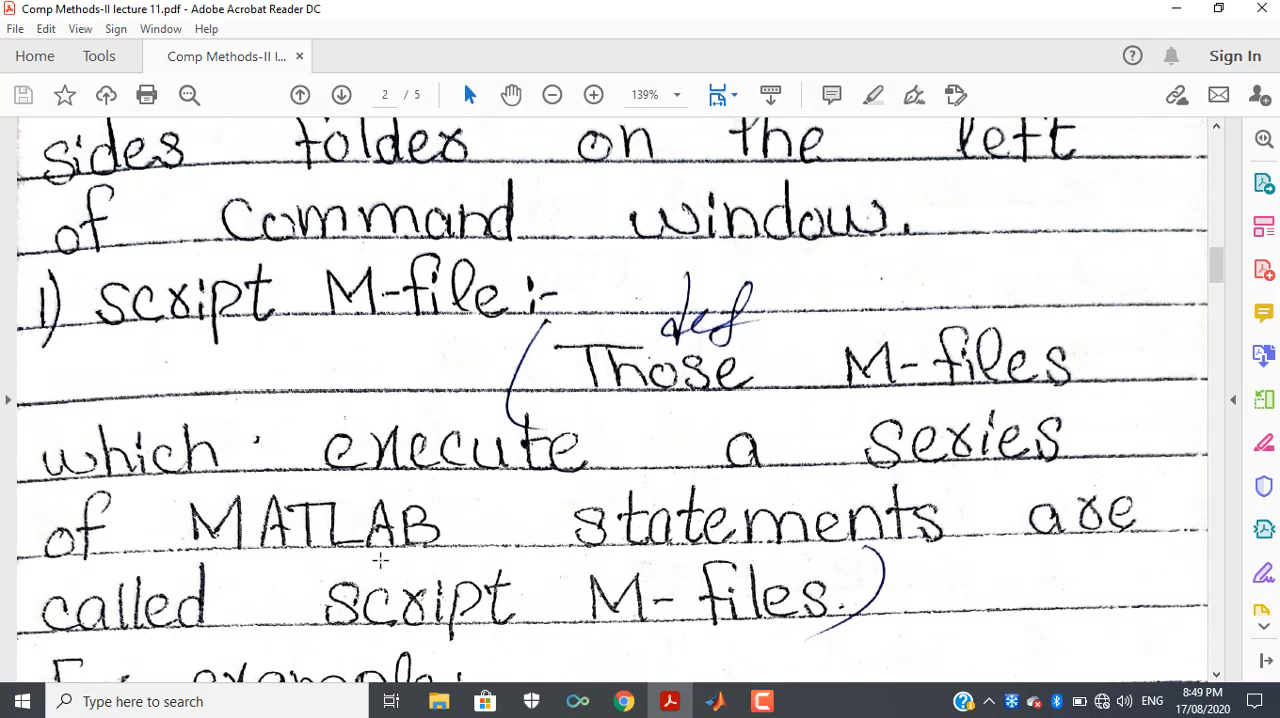 Comp Methods-II lecture 11.pdf - Adobe Acrobat Reader DC
File Edit View Sign Window Help
Home Tools Comp Methods-II l... × Sign In
2 / 5 139%
sides folder on the left
of Command window.
1) script M-file:-
def
Those M-files
which execute a series
of MATLAB statements are
called script M-files.
For example:
Type here to search
ENG
8:49 PM
17/08/2020